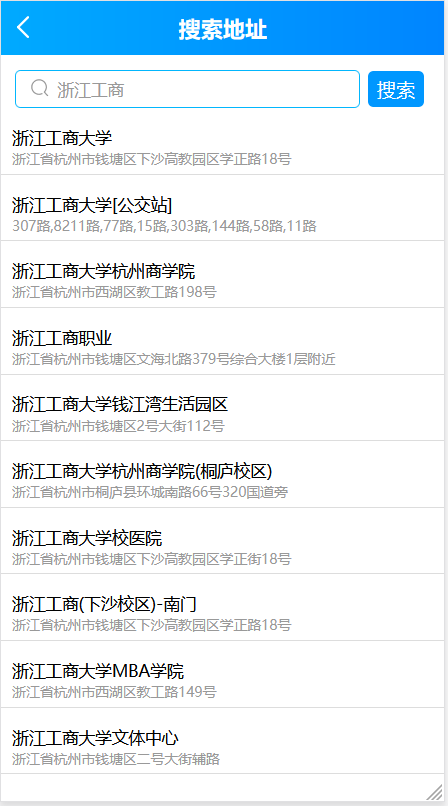 搜索地址
浙江工商
搜索
浙江工商大学
浙江省杭州市钱塘区下沙高教园区学正路18号
浙江工商大学[公交站]
307路,8211路,77路,15路,303路,144路,58路,11路
浙江工商大学杭州商学院
浙江省杭州市西湖区教工路198号
浙江工商职业
浙江省杭州市钱塘区文海北路379号综合大楼1层附近
浙江工商大学钱江湾生活园区
浙江省杭州市钱塘区2号大街112号
浙江工商大学杭州商学院(桐庐校区)
浙江省杭州市桐庐县环城南路66号320国道旁
浙江工商大学校医院
浙江省杭州市钱塘区下沙高教园区学正街18号
浙江工商(下沙校区)-南门
浙江省杭州市钱塘区下沙高教园区学正路18号
浙江工商大学MBA学院
浙江省杭州市西湖区教工路149号
浙江工商大学文体中心
浙江省杭州市钱塘区二号大街辅路